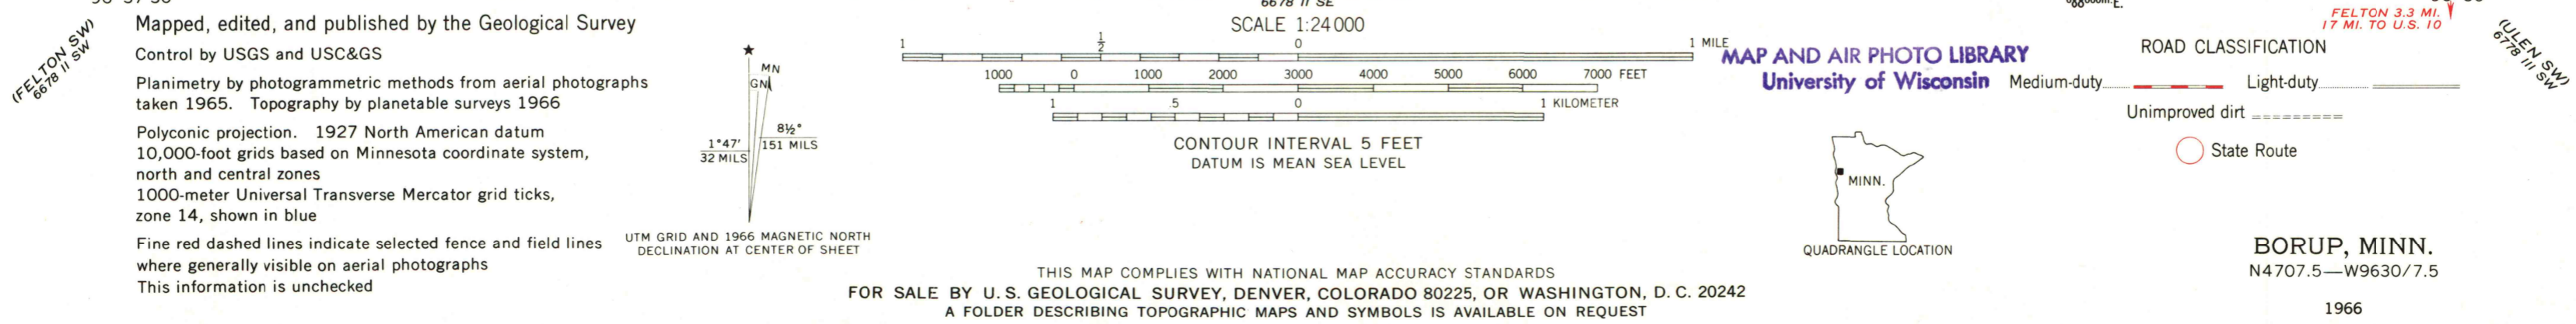 Mapped, edited, and published by the Geological Survey
Control by USGS and USC&GS
Planimetry by photogrammetric methods from aerial photographs
taken 1965. Topography by planetable surveys 1966
Polyconic projection. 1927 North American datum
10,000-foot grids based on Minnesota coordinate system,
north and central zones
1000-meter Universal Transverse Mercator grid ticks,
zone 14, shown in blue
Fine red dashed lines indicate selected fence and field lines
where generally visible on aerial photographs
This information is unchecked
(FELTON SW)
6678 II SW
MN
GN
1°47′
32 MILS
8½°
151 MILS
UTM GRID AND 1966 MAGNETIC NORTH
DECLINATION AT CENTER OF SHEET
6678 II SE
SCALE 1:24 000
1 ½ 0 1 MILE
1000 0 1000 2000 3000 4000 5000 6000 7000 FEET
1 .5 0 1 KILOMETER
CONTOUR INTERVAL 5 FEET
DATUM IS MEAN SEA LEVEL
THIS MAP COMPLIES WITH NATIONAL MAP ACCURACY STANDARDS
FOR SALE BY U. S. GEOLOGICAL SURVEY, DENVER, COLORADO 80225, OR WASHINGTON, D. C. 20242
A FOLDER DESCRIBING TOPOGRAPHIC MAPS AND SYMBOLS IS AVAILABLE ON REQUEST
MAP AND AIR PHOTO LIBRARY
University of Wisconsin
MINN.
QUADRANGLE LOCATION
FELTON 3.3 MI.
17 MI. TO U.S. 10
ROAD CLASSIFICATION
Medium-duty Light-duty
Unimproved dirt
State Route
(ULEN SW)
6778 III SW
BORUP, MINN.
N4707.5—W9630/7.5
1966